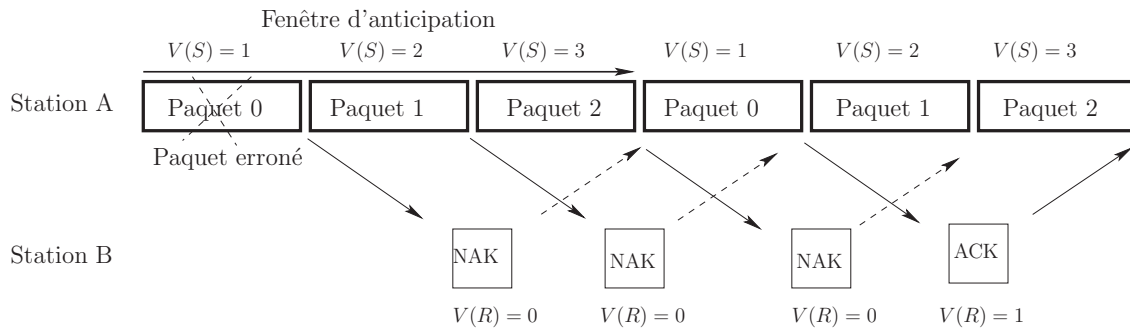 Fenêtre d'anticipation
V(S) = 1 V(S) = 2 V(S) = 3 V(S) = 1 V(S) = 2 V(S) = 3
Station A Paquet 0 Paquet 1 Paquet 2 Paquet 0 Paquet 1 Paquet 2
Paquet erroné
Station B NAK NAK NAK ACK
V(R) = 0 V(R) = 0 V(R) = 0 V(R) = 1